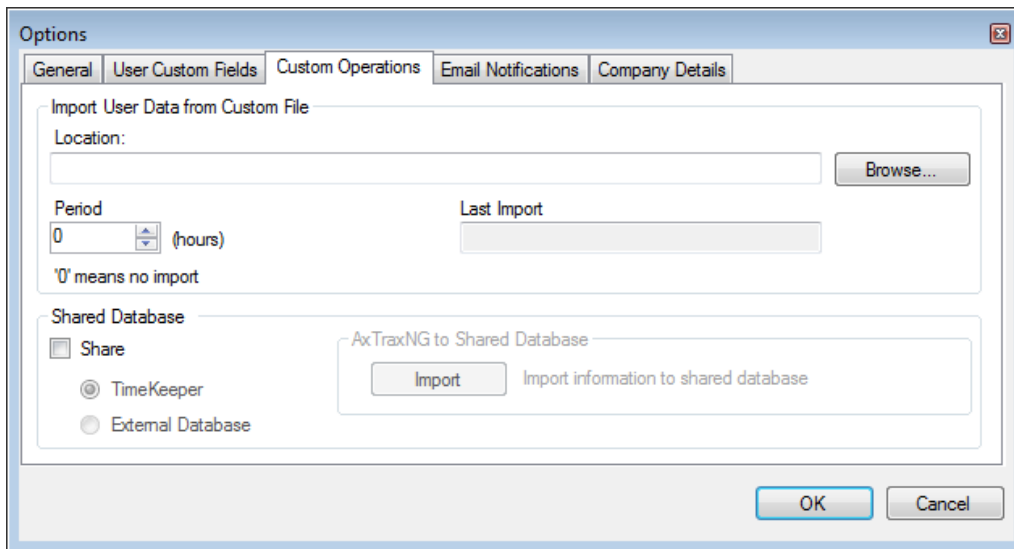 Options
General User Custom Fields Custom Operations Email Notifications Company Details
Import User Data from Custom File
Location:
Browse...
Period Last Import
0 (hours)
'0' means no import
Shared Database
Share AxTraxNG to Shared Database
Import Import information to shared database
TimeKeeper
External Database
OK Cancel